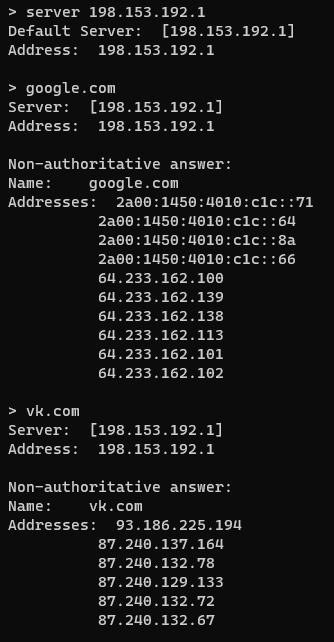 > server 198.153.192.1
Default Server:  [198.153.192.1]
Address:  198.153.192.1

> google.com
Server:  [198.153.192.1]
Address:  198.153.192.1

Non-authoritative answer:
Name:    google.com
Addresses:  2a00:1450:4010:c1c::71
          2a00:1450:4010:c1c::64
          2a00:1450:4010:c1c::8a
          2a00:1450:4010:c1c::66
          64.233.162.100
          64.233.162.139
          64.233.162.138
          64.233.162.113
          64.233.162.101
          64.233.162.102

> vk.com
Server:  [198.153.192.1]
Address:  198.153.192.1

Non-authoritative answer:
Name:    vk.com
Addresses:  93.186.225.194
          87.240.137.164
          87.240.132.78
          87.240.129.133
          87.240.132.72
          87.240.132.67